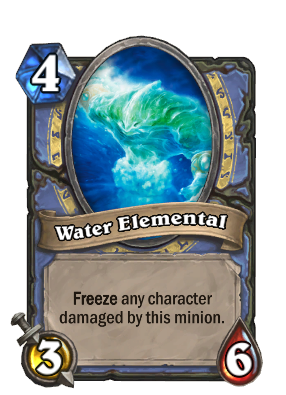 4
Water Elemental
Freeze any character
damaged by this minion.
3
6